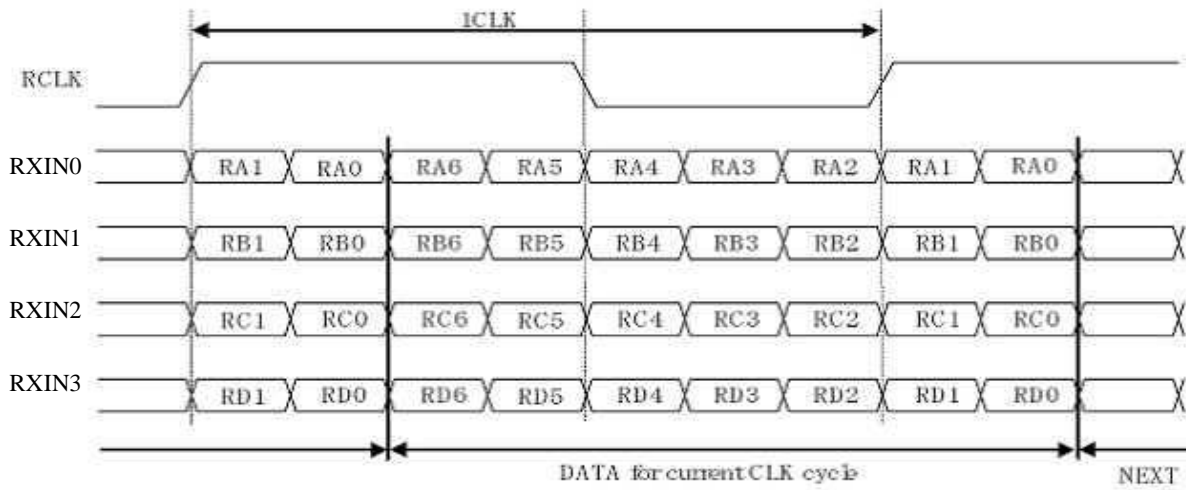 1CLK
RCLK
RXIN0 RA1 RA0 RA6 RA5 RA4 RA3 RA2 RA1 RA0
RXIN1 RB1 RB0 RB6 RB5 RB4 RB3 RB2 RB1 RB0
RXIN2 RC1 RC0 RC6 RC5 RC4 RC3 RC2 RC1 RC0
RXIN3 RD1 RD0 RD6 RD5 RD4 RD3 RD2 RD1 RD0
DATA for current CLK cycle NEXT